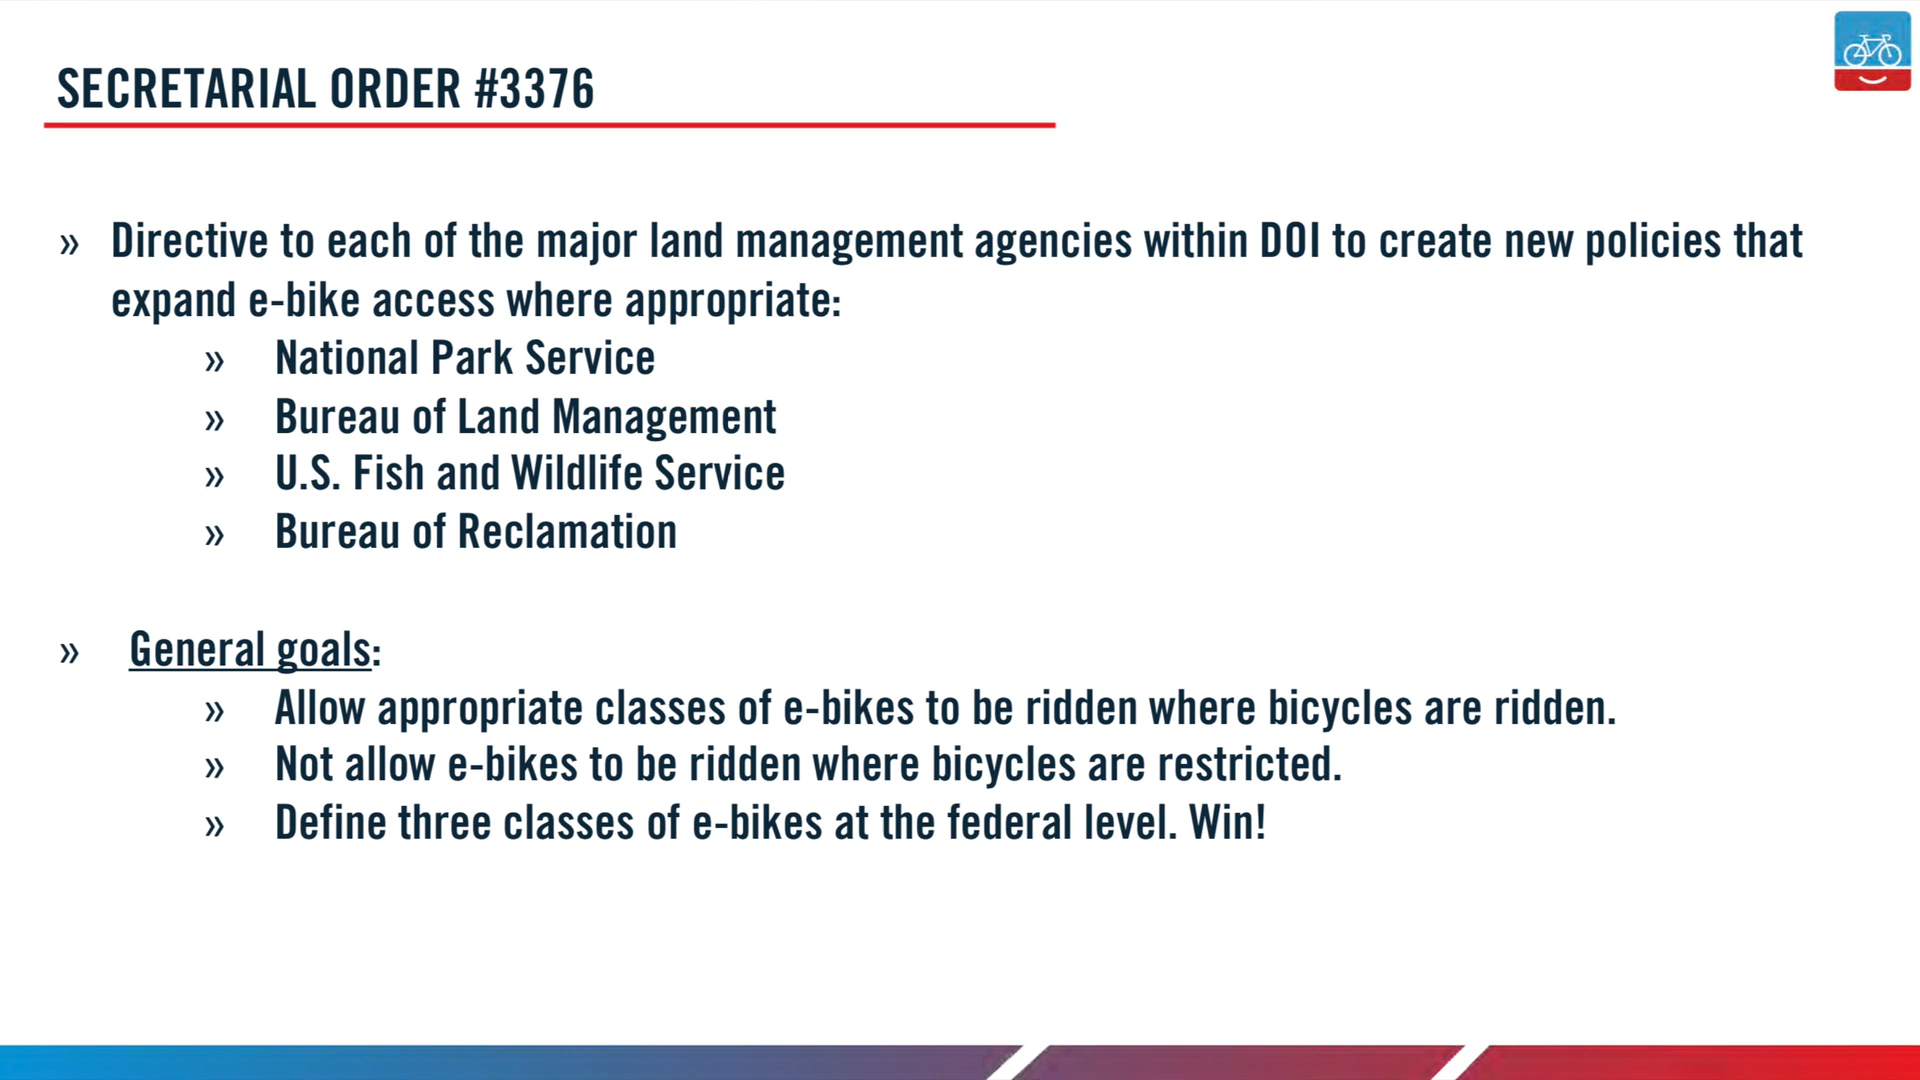 SECRETARIAL ORDER #3376
» Directive to each of the major land management agencies within DOI to create new policies that
expand e-bike access where appropriate:
» National Park Service
» Bureau of Land Management
» U.S. Fish and Wildlife Service
» Bureau of Reclamation
» General goals:
» Allow appropriate classes of e-bikes to be ridden where bicycles are ridden.
» Not allow e-bikes to be ridden where bicycles are restricted.
» Define three classes of e-bikes at the federal level. Win!